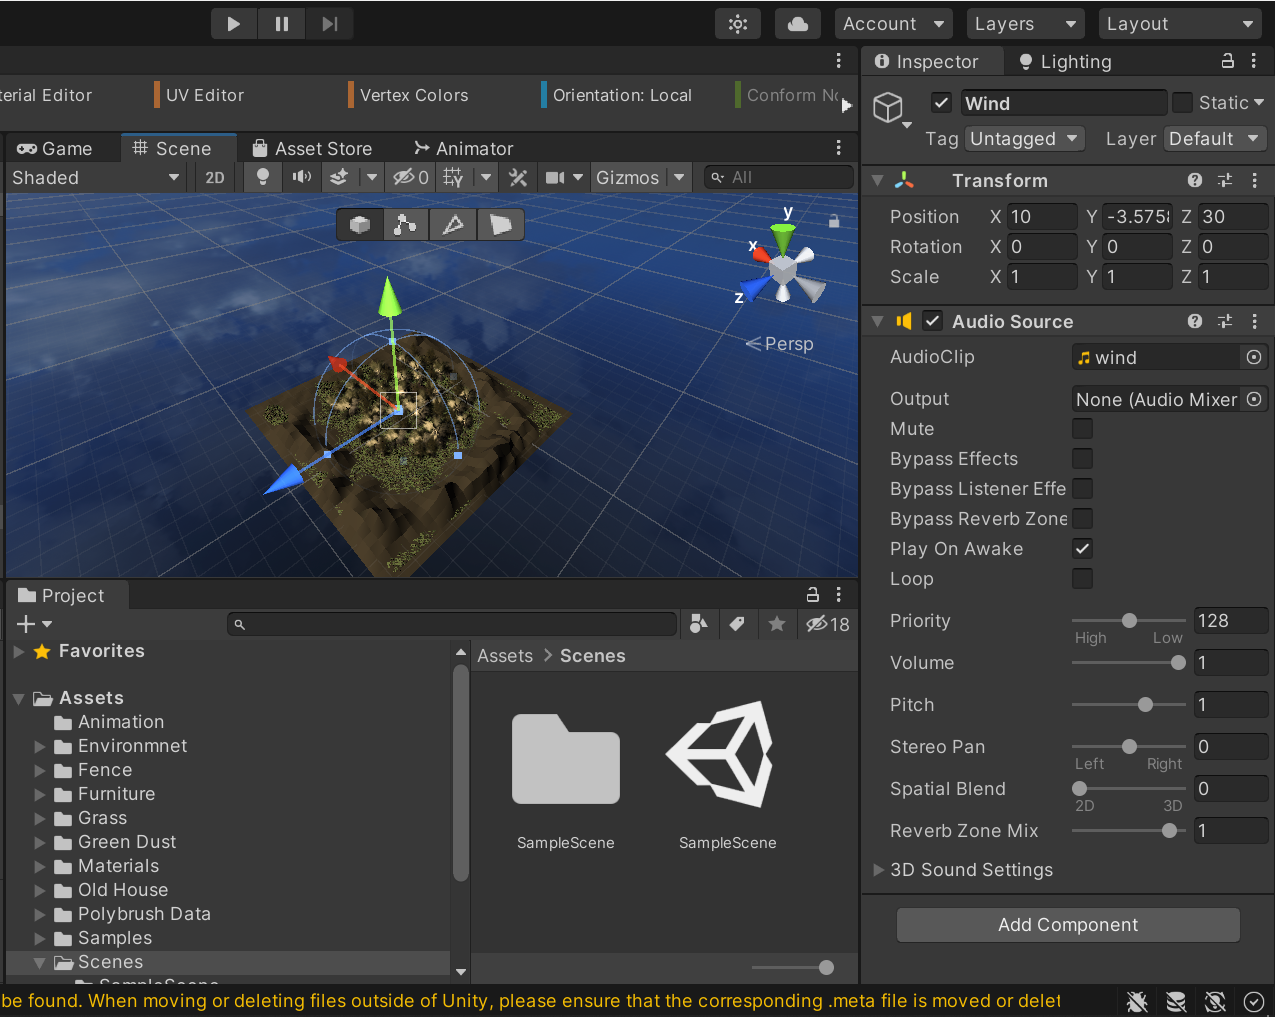 Account
Layers
Layout
Inspector
Lighting
terial Editor
UV Editor
Vertex Colors
Orientation: Local
Conform No
Wind
Static
Tag
Untagged
Layer
Default
Game
Scene
Asset Store
Animator
Shaded
2D
0
Gizmos
All
y
x
z
Persp
Transform
Position
X
10
Y
-3.5758
Z
30
Rotation
X
0
Y
0
Z
0
Scale
X
1
Y
1
Z
1
Audio Source
AudioClip
wind
Output
None (Audio Mixer
Mute
Bypass Effects
Bypass Listener Effe
Bypass Reverb Zone
Play On Awake
Loop
Priority
128
High
Low
Volume
1
Pitch
1
Stereo Pan
0
Left
Right
Spatial Blend
0
2D
3D
Reverb Zone Mix
1
3D Sound Settings
Add Component
Project
18
Favorites
Assets
Animation
Environmnet
Fence
Furniture
Grass
Green Dust
Materials
Old House
Polybrush Data
Samples
Scenes
SampleScene
Assets > Scenes
SampleScene
SampleScene
be found. When moving or deleting files outside of Unity, please ensure that the corresponding .meta file is moved or delet